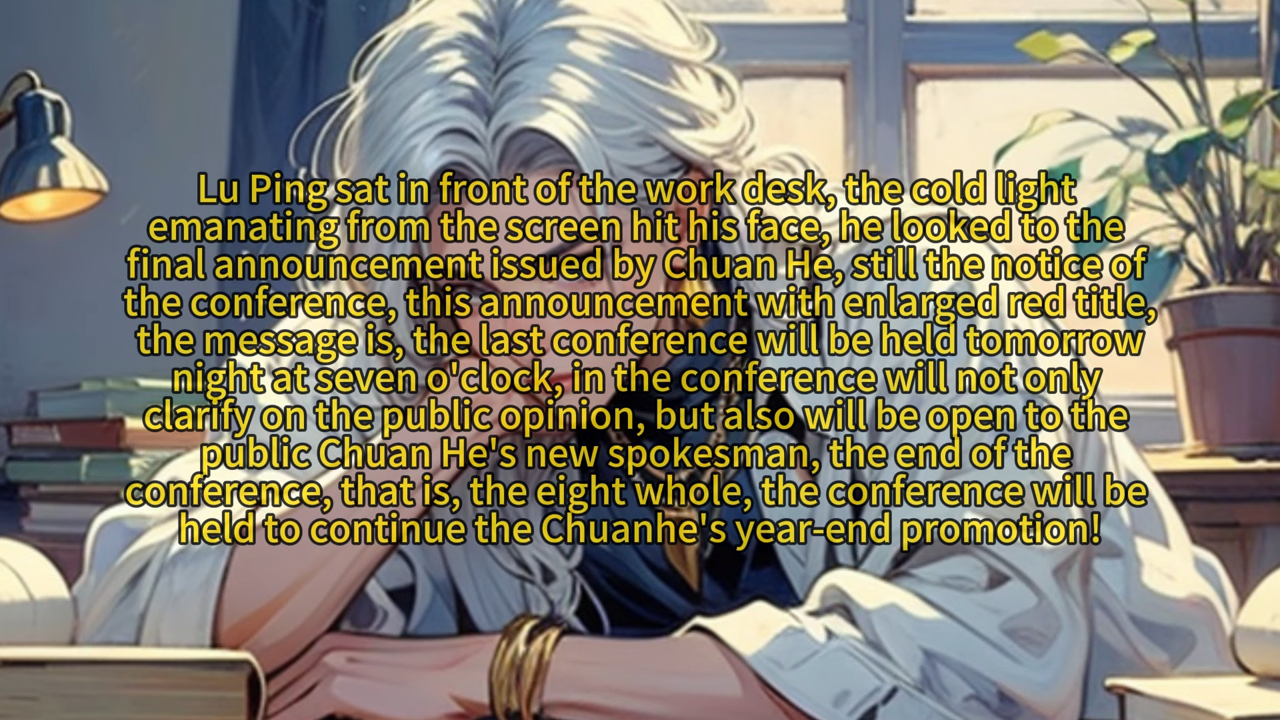 Lu Ping sat in front of the work desk, the cold light
emanating from the screen hit his face, he looked to the
final announcement issued by Chuan He, still the notice of
the conference, this announcement with enlarged red title,
the message is, the last conference will be held tomorrow
night at seven o'clock, in the conference will not only
clarify on the public opinion, but also will be open to the
public Chuan He's new spokesman, the end of the
conference, that is, the eight whole, the conference will be
held to continue the Chuanhe's year-end promotion!